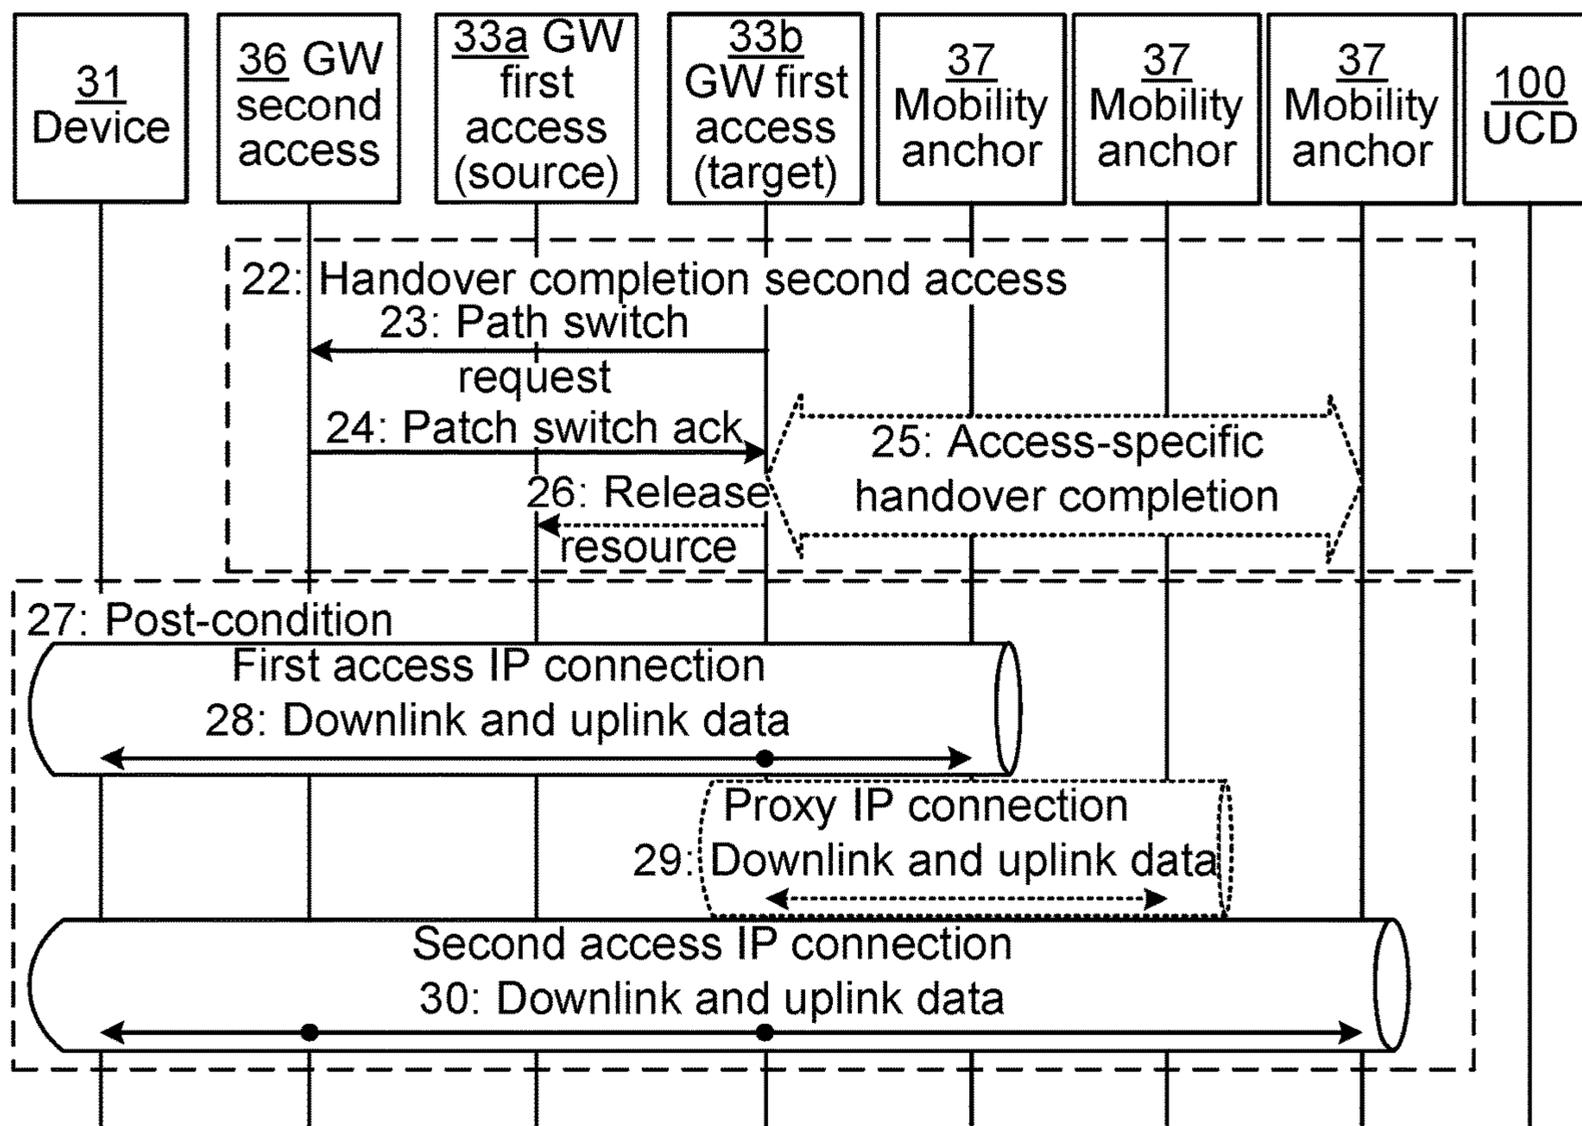 31
Device
36 GW
second
access
33a GW
first
access
(source)
33b
GW first
access
(target)
37
Mobility
anchor
37
Mobility
anchor
37
Mobility
anchor
100
UCD
22: Handover completion second access
23: Path switch
request
24: Patch switch ack
25: Access-specific
handover completion
26: Release
resource
27: Post-condition
First access IP connection
28: Downlink and uplink data
Proxy IP connection
29: Downlink and uplink data
Second access IP connection
30: Downlink and uplink data